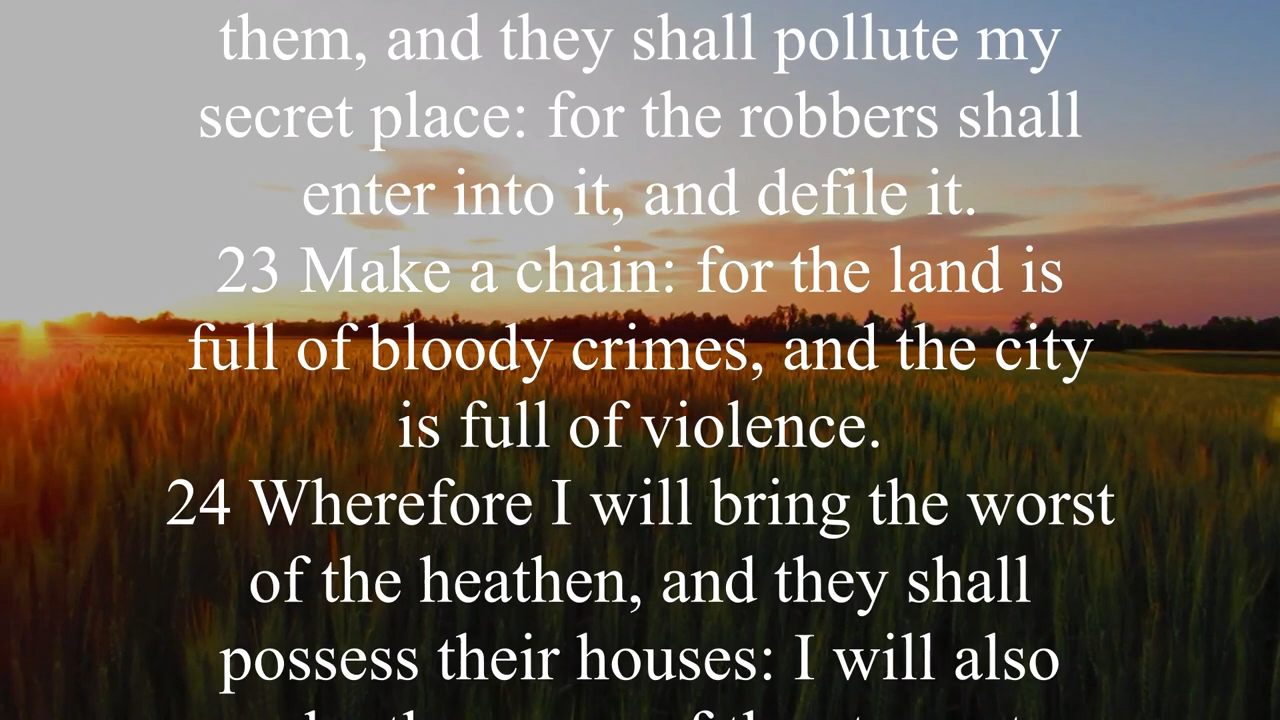 them, and they shall pollute my
secret place: for the robbers shall
enter into it, and defile it.
23 Make a chain: for the land is
full of bloody crimes, and the city
is full of violence.
24 Wherefore I will bring the worst
of the heathen, and they shall
possess their houses: I will also